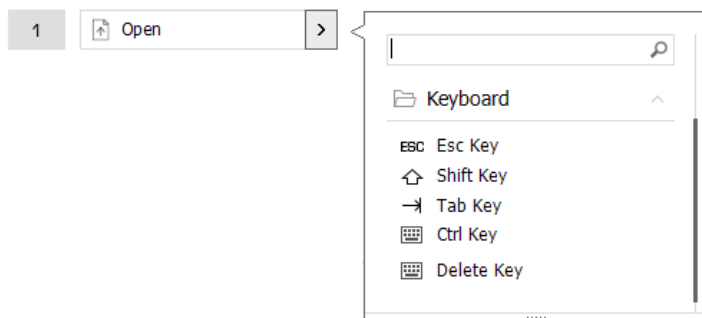 1
Open
Keyboard
ESC Esc Key
Shift Key
Tab Key
Ctrl Key
Delete Key